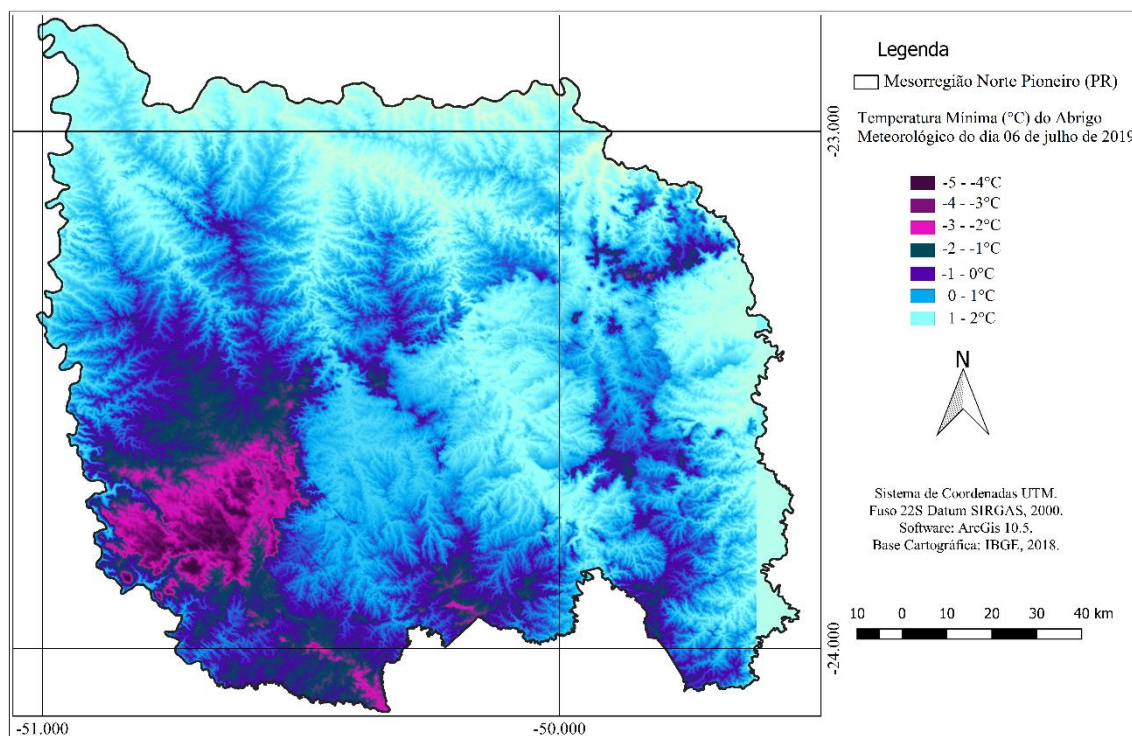 Legenda
Mesorregião Norte Pioneiro (PR)
Temperatura Mínima (°C) do Abrigo
Meteorológico do dia 06 de julho de 2019
-5 - -4°C
-4 - -3°C
-3 - -2°C
-2 - -1°C
-1 - 0°C
0 - 1°C
1 - 2°C
N
Sistema de Coordenadas UTM.
Fuso 22S Datum SIRGAS, 2000.
Software: ArcGis 10.5.
Base Cartográfica: IBGE, 2018.
10 0 10 20 30 40 km
-23.000
-24.000
-51.000
-50.000